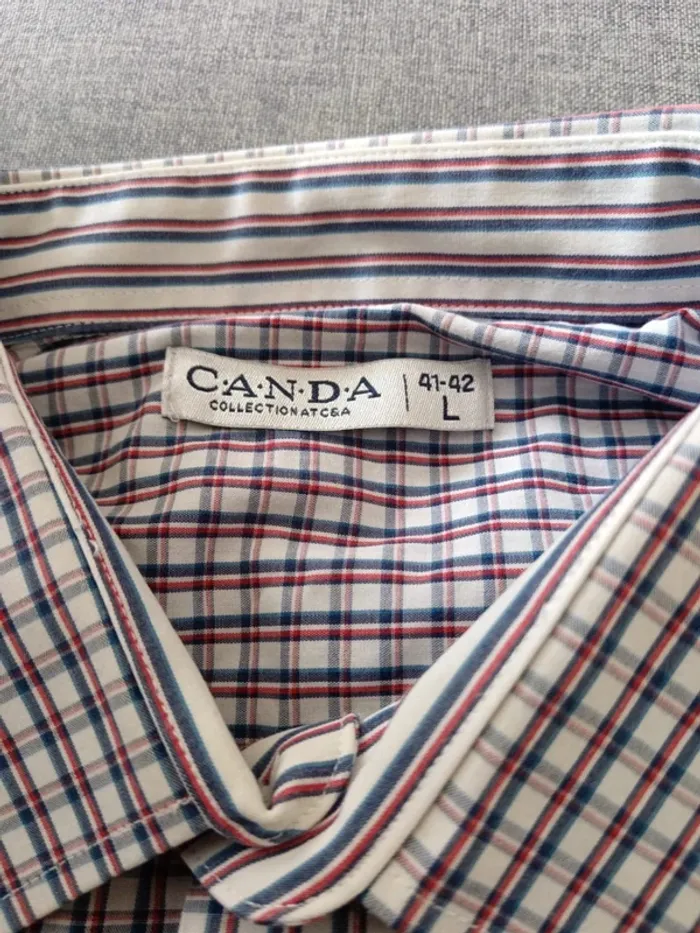 C·A·N·D·A
COLLECTION AT C&A
41-42
L